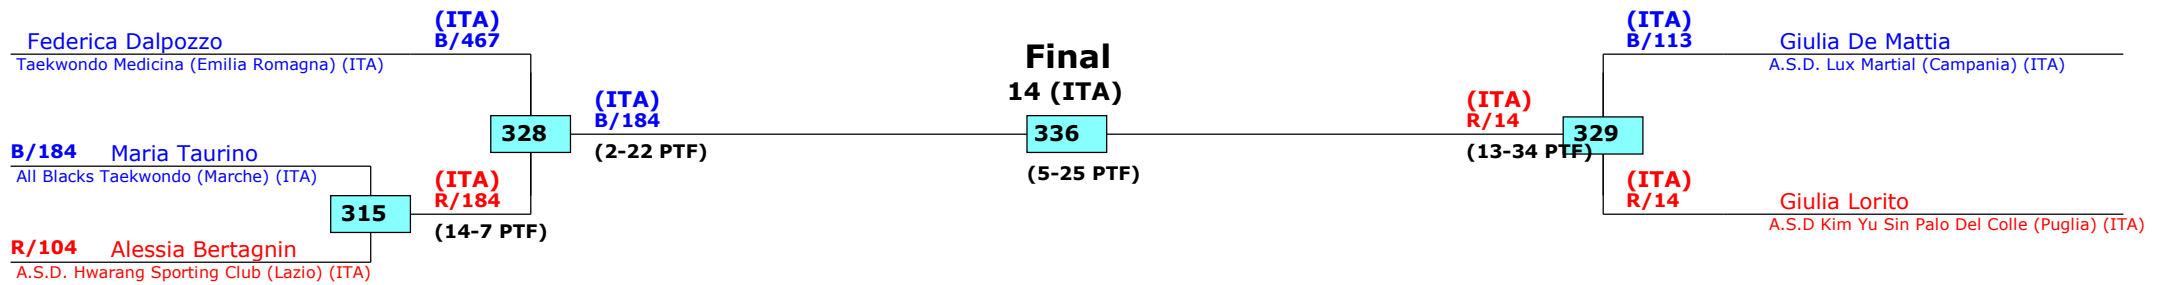 (ITA)
B/467
Federica Dalpozzo
Taekwondo Medicina (Emilia Romagna) (ITA)
B/184 Maria Taurino
All Blacks Taekwondo (Marche) (ITA)
R/104 Alessia Bertagnin
A.S.D. Hwarang Sporting Club (Lazio) (ITA)
315
(ITA)
R/184
(14-7 PTF)
328
(ITA)
B/184
(2-22 PTF)
Final
14 (ITA)
336
(5-25 PTF)
(ITA)
R/14
(13-34 PTF)
329
(ITA)
B/113
Giulia De Mattia
A.S.D. Lux Martial (Campania) (ITA)
(ITA)
R/14
Giulia Lorito
A.S.D Kim Yu Sin Palo Del Colle (Puglia) (ITA)